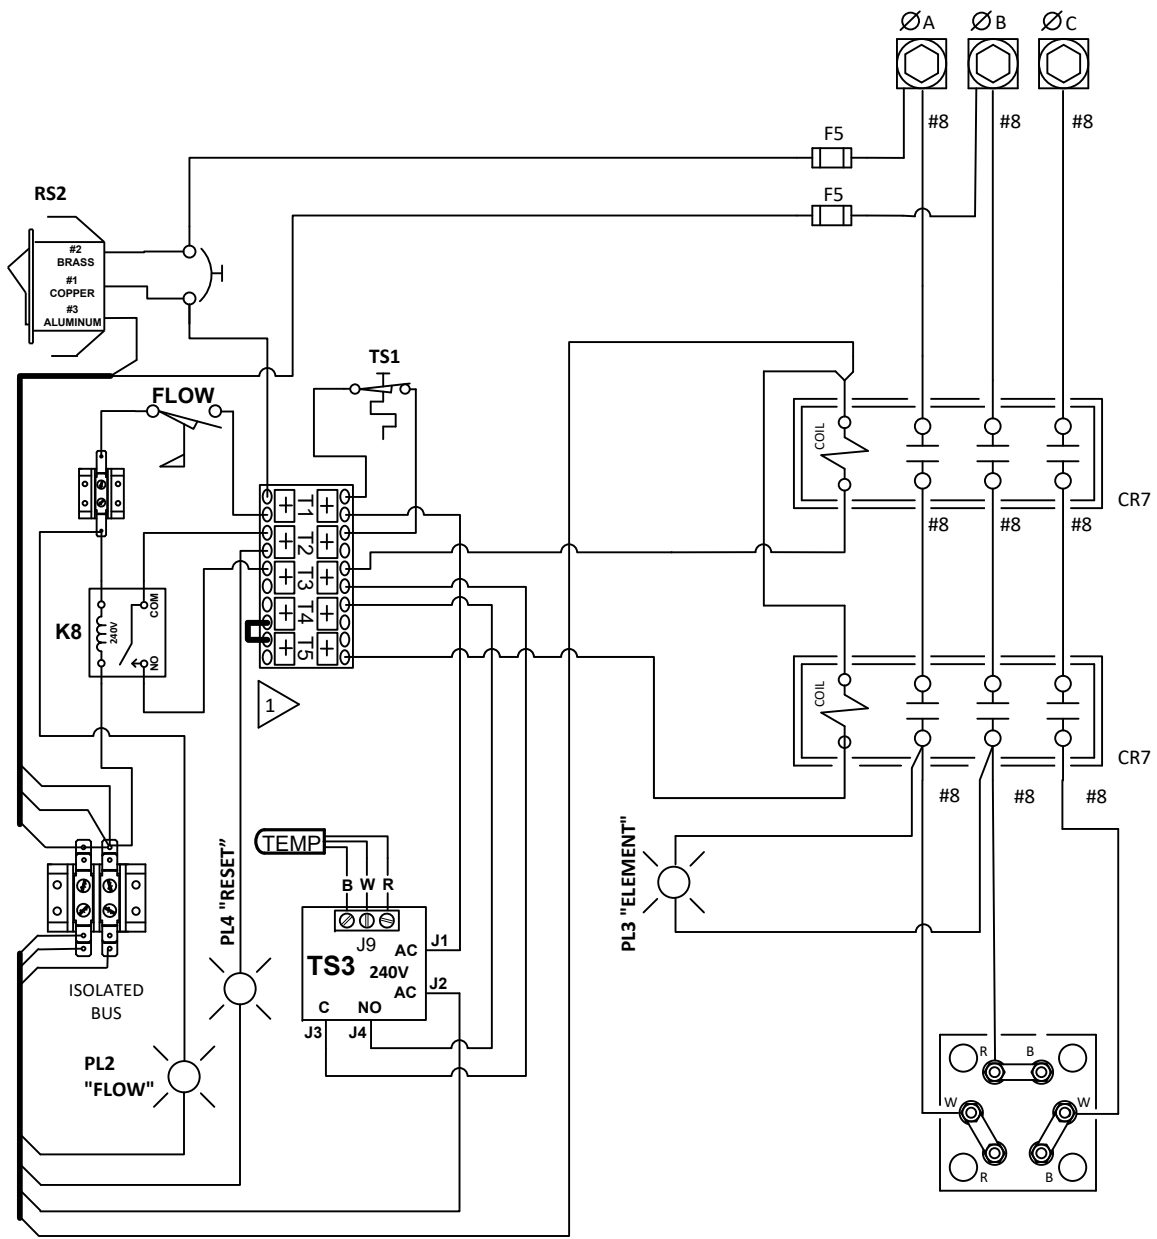 ØA
ØB
ØC
#8
#8
#8
F5
F5
RS2
#2
BRASS
#1
COPPER
#3
ALUMINUM
TS1
FLOW
COIL
CR7
#8
#8
#8
T1
T2
T3
T4
T5
K8
240V
COM
NO
1
COIL
CR7
#8
#8
#8
PL4 "RESET"
TEMP
B W R
J9
TS3
240V
AC
J1
AC
J2
C
NO
J3
J4
PL3 "ELEMENT"
ISOLATED
BUS
PL2
"FLOW"
R
B
W
W
R
B